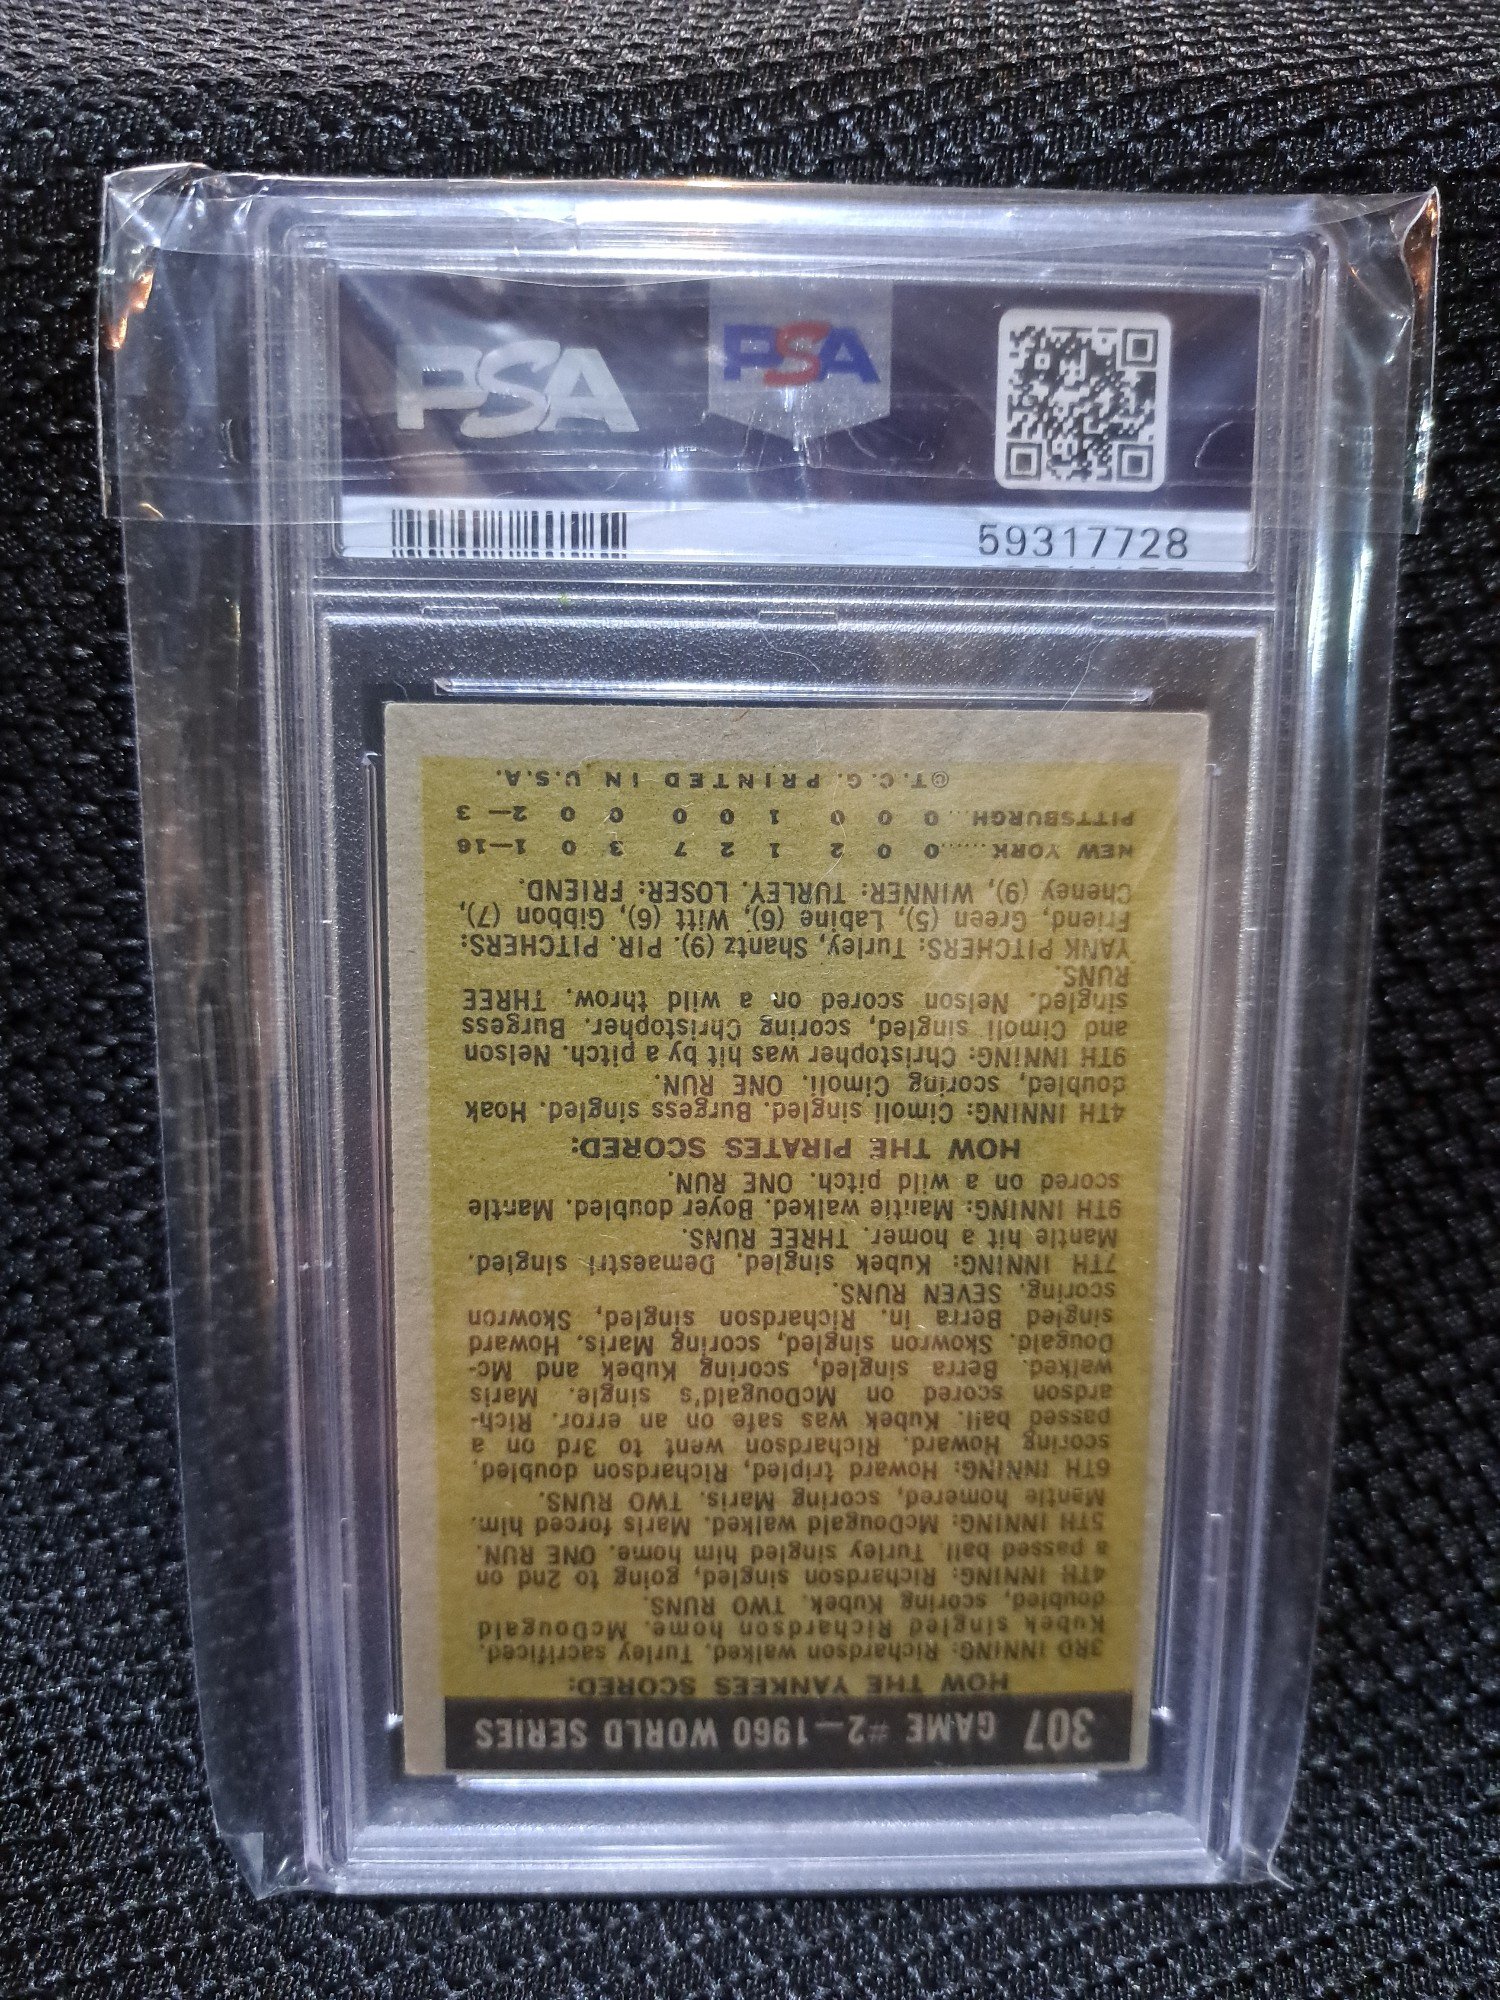 PSA
PSA
59317728
307 GAME #2—1960 WORLD SERIES
HOW THE YANKEES SCORED:
3RD INNING: Richardson walked. Turley sacrificed.
Kubek singled Richardson home. McDougald
doubled, scoring Kubek. TWO RUNS.
4TH INNING: Richardson singled, going to 2nd on
a passed ball. Turley singled him home. ONE RUN.
5TH INNING: McDougald walked. Maris forced him.
Mantle homered, scoring Maris. TWO RUNS.
6TH INNING: Howard tripled, Richardson doubled,
scoring Howard. Richardson went to 3rd on a
passed ball. Kubek was safe on an error. Rich-
ardson scored on McDougald's single. Maris
walked. Berra singled, scoring Kubek and Mc-
Dougald. Skowron singled, scoring Maris. Howard
singled Berra in. Richardson singled, Skowron
scoring. SEVEN RUNS.
7TH INNING: Kubek singled. Demaestri singled.
Mantle hit a homer. THREE RUNS.
9TH INNING: Mantle walked. Boyer doubled. Mantle
scored on a wild pitch. ONE RUN.
HOW THE PIRATES SCORED:
4TH INNING: Cimoli singled. Burgess singled. Hoak
doubled, scoring Cimoli. ONE RUN.
9TH INNING: Christopher was hit by a pitch. Nelson
and Cimoli singled, scoring Christopher. Burgess
singled. Nelson scored on a wild throw. THREE
RUNS.
YANK PITCHERS: Turley, Shantz (9). PIR. PITCHERS:
Friend, Green (5), Labine (6), Witt (6), Gibbon (7),
Cheney (9), WINNER: TURLEY. LOSER: FRIEND.
NEW YORK......0 0 2 1 2 7 3 0 1—16
PITTSBURGH...0 0 0 1 0 0 0 0 2—3
©T.C.G. PRINTED IN U.S.A.